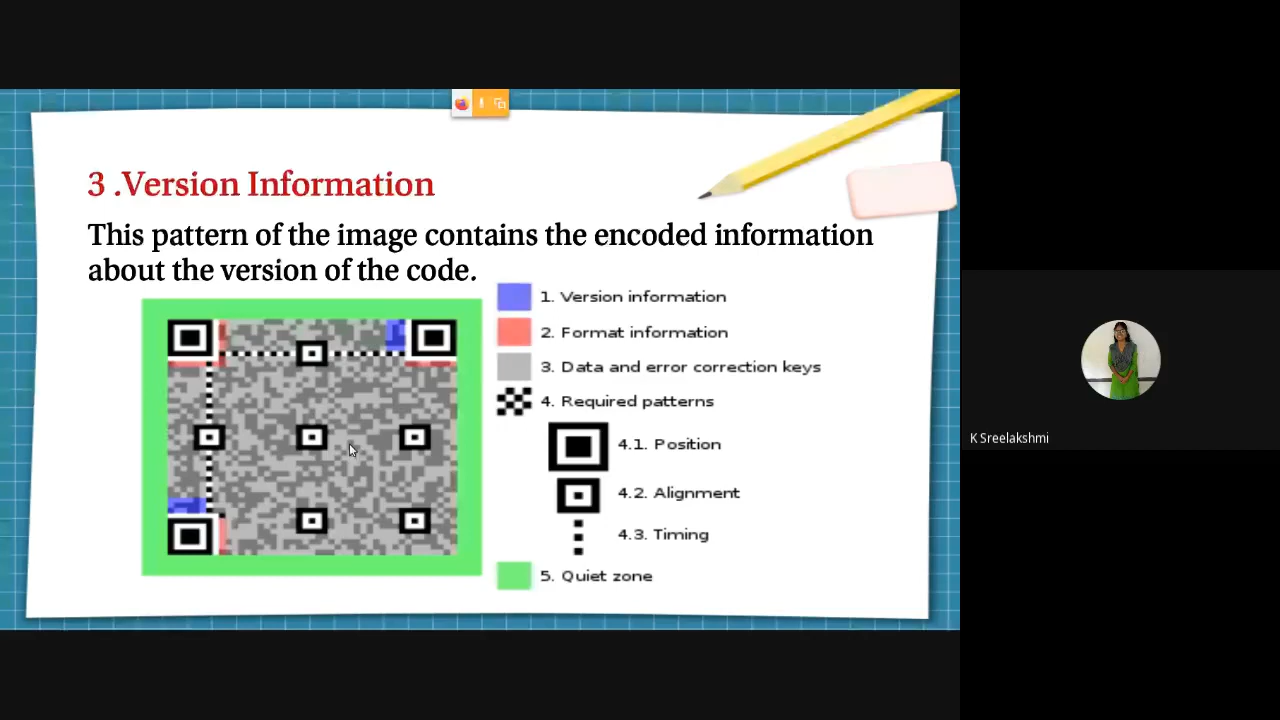 3 .Version Information
This pattern of the image contains the encoded information
about the version of the code.
1. Version information
2. Format information
3. Data and error correction keys
4. Required patterns
4.1. Position
4.2. Alignment
4.3. Timing
5. Quiet zone
K Sreelakshmi